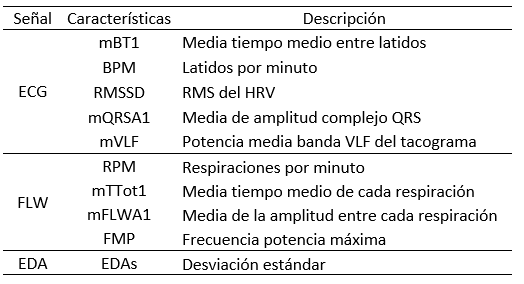 Señal Características Descripción
mBT1 Media tiempo medio entre latidos
BPM Latidos por minuto
ECG RMSSD RMS del HRV
mQRSA1 Media de amplitud complejo QRS
mVLF Potencia media banda VLF del tacograma
RPM Respiraciones por minuto
mTTot1 Media tiempo medio de cada respiración
FLW mFLWA1 Media de la amplitud entre cada respiración
FMP Frecuencia potencia máxima
EDA EDAs Desviación estándar